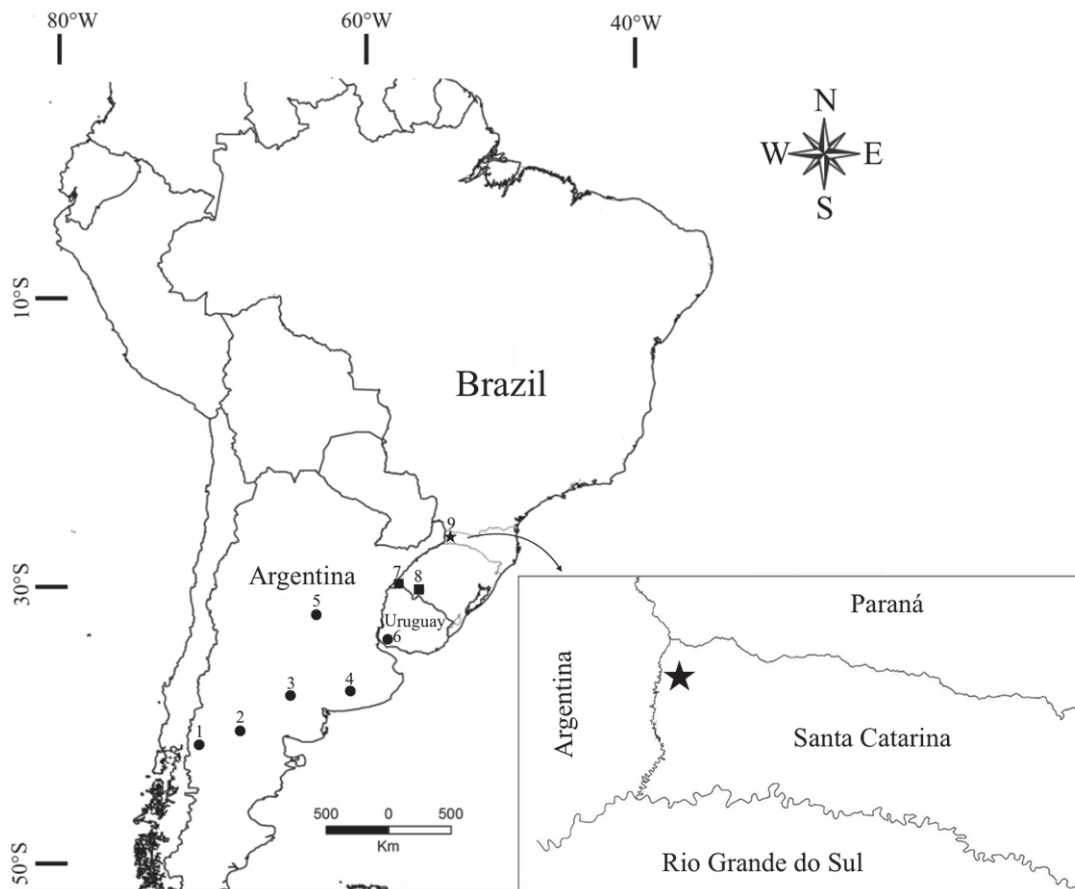 80°W
60°W
40°W
N
W E
S
10°S
Brazil
9
30°S
Argentina
7
8
5
Uruguay
6
Paraná
4
3
Argentina
2
1
Santa Catarina
500 0 500
Km
50°S
Rio Grande do Sul